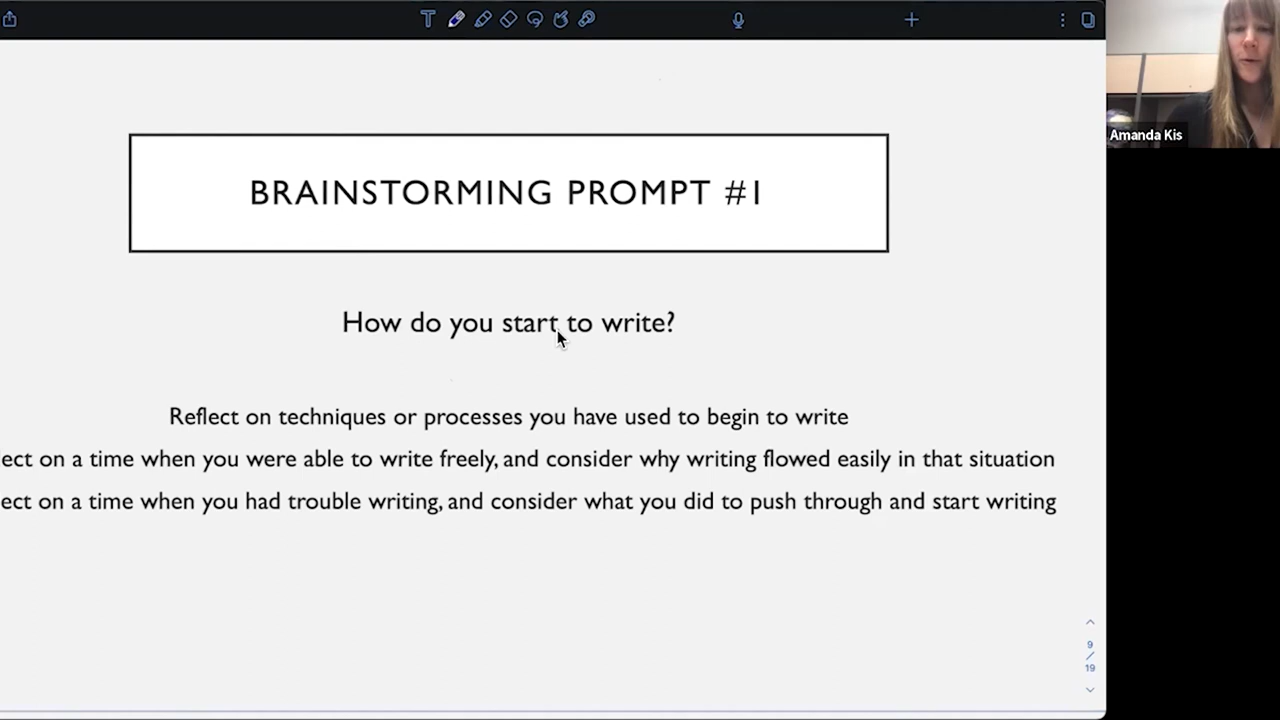 Amanda Kis
BRAINSTORMING PROMPT #1
How do you start to write?
Reflect on techniques or processes you have used to begin to write
ect on a time when you were able to write freely, and consider why writing flowed easily in that situation
ect on a time when you had trouble writing, and consider what you did to push through and start writing
9
/
19